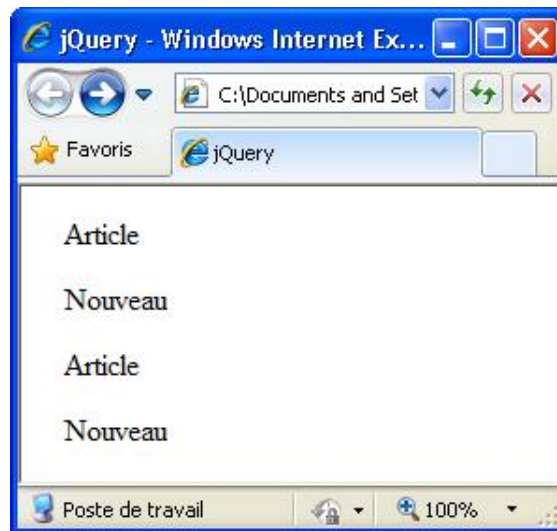 jQuery - Windows Internet Ex...
C:\Documents and Set
Favoris
jQuery
Article
Nouveau
Article
Nouveau
Poste de travail
100%